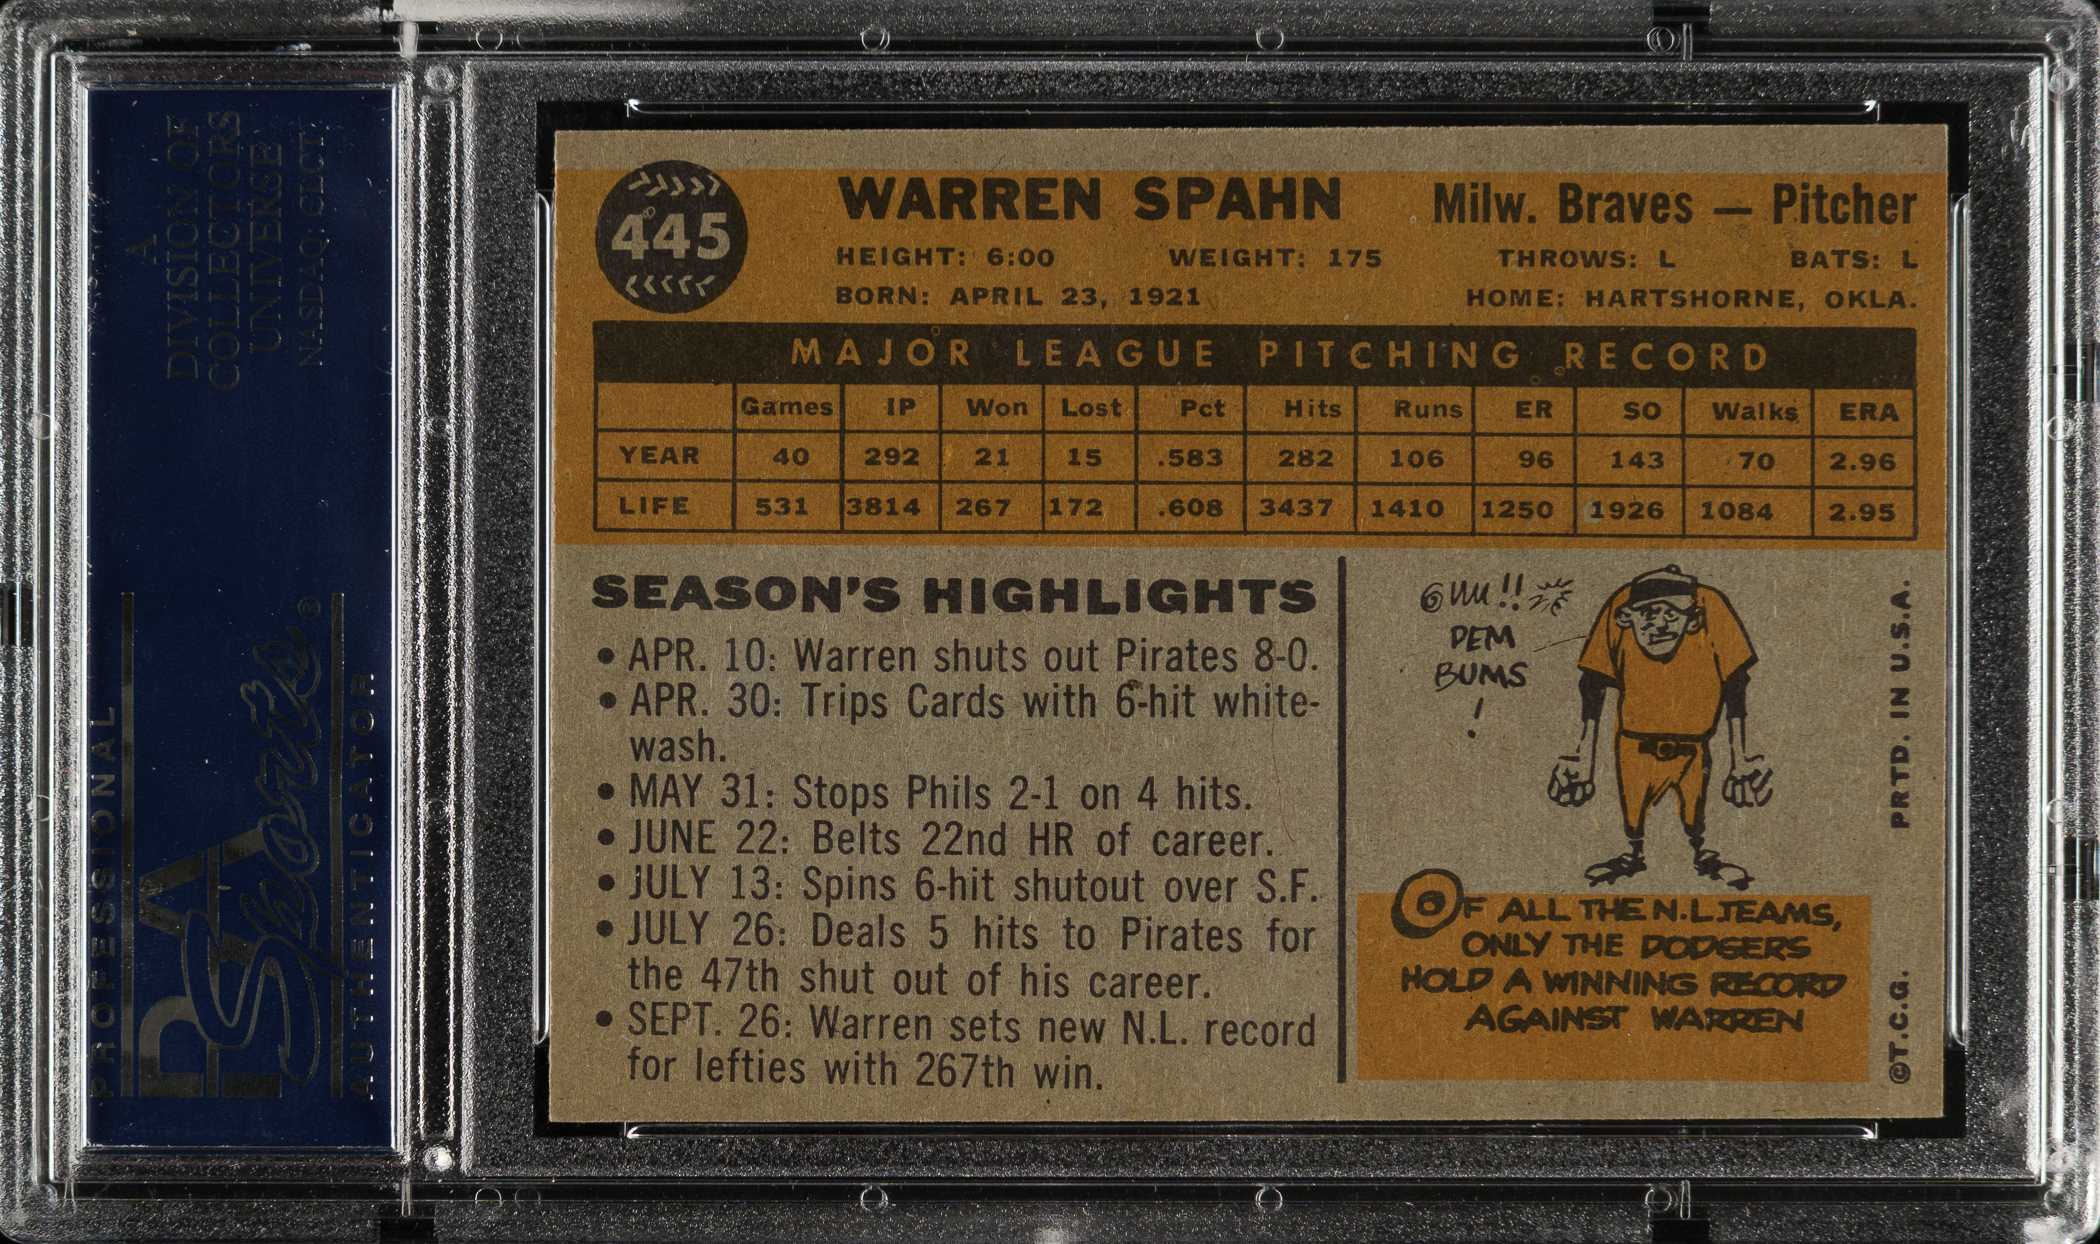 A
DIVISION OF
COLLECTORS
UNIVERSE
NASDAQ: CLCT
PROFESSIONAL
PSA
Sports®
AUTHENTICATOR
445
WARREN SPAHN
Milw. Braves — Pitcher
HEIGHT: 6:00 WEIGHT: 175 THROWS: L BATS: L
BORN: APRIL 23, 1921 HOME: HARTSHORNE, OKLA.
MAJOR LEAGUE PITCHING RECORD
Games IP Won Lost Pct Hits Runs ER SO Walks ERA
YEAR 40 292 21 15 .583 282 106 96 143 70 2.96
LIFE 531 3814 267 172 .608 3437 1410 1250 1926 1084 2.95
SEASON'S HIGHLIGHTS
• APR. 10: Warren shuts out Pirates 8-0.
• APR. 30: Trips Cards with 6-hit white-
wash.
• MAY 31: Stops Phils 2-1 on 4 hits.
• JUNE 22: Belts 22nd HR of career.
• JULY 13: Spins 6-hit shutout over S.F.
• JULY 26: Deals 5 hits to Pirates for
the 47th shut out of his career.
• SEPT. 26: Warren sets new N.L. record
for lefties with 267th win.
DEM
BUMS
!
OF ALL THE N.L. TEAMS,
ONLY THE DODGERS
HOLD A WINNING RECORD
AGAINST WARREN
©T.C.G. PRTD. IN U.S.A.